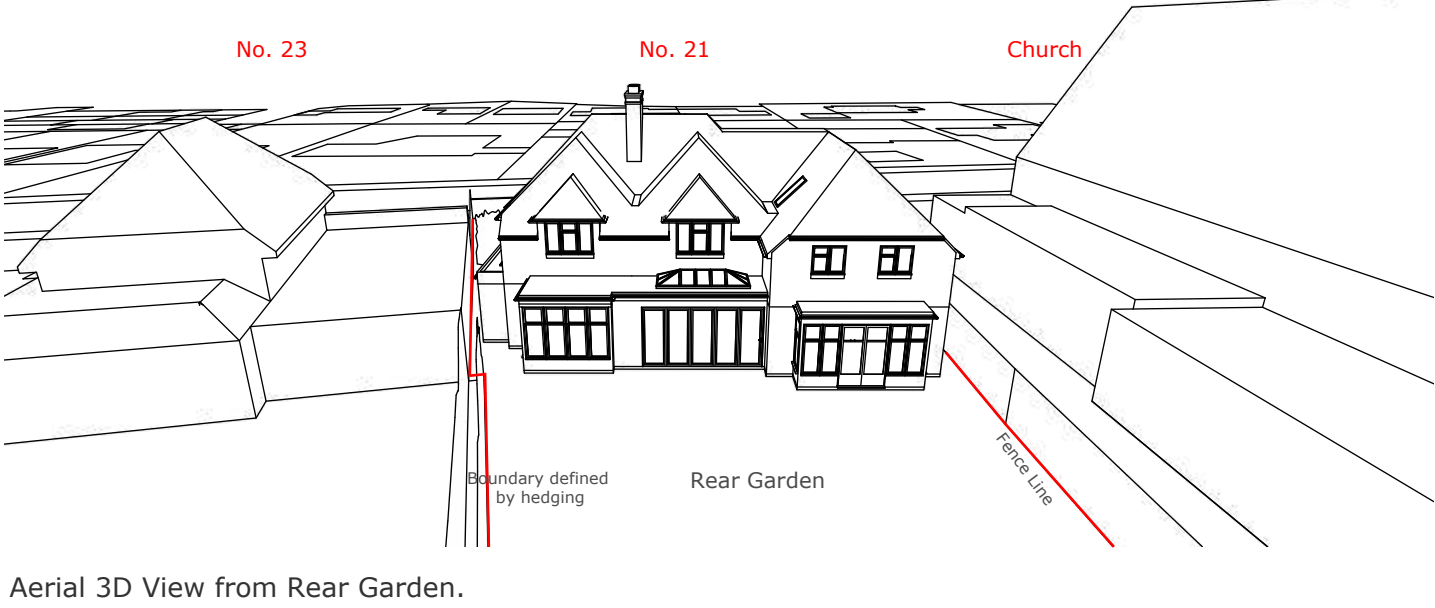 No. 23
No. 21
Church
Boundary defined
by hedging
Rear Garden
Fence Line
Aerial 3D View from Rear Garden.